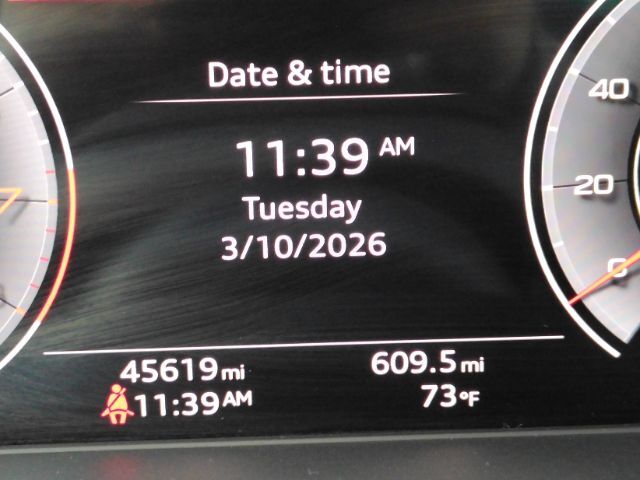 Date & time
40
11:39 AM
20
Tuesday
3/10/2026
0
45619 mi
609.5 mi
11:39 AM
73°F